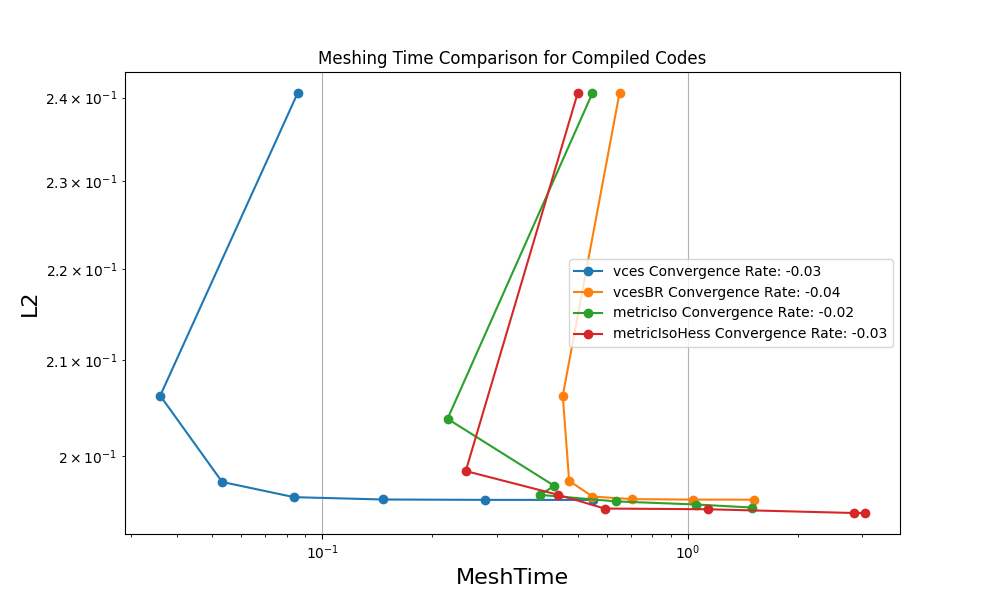 Meshing Time Comparison for Compiled Codes
2.4 × 10⁻¹
2.3 × 10⁻¹
2.2 × 10⁻¹
2.1 × 10⁻¹
2 × 10⁻¹
L2
vces Convergence Rate: -0.03
vcesBR Convergence Rate: -0.04
metricIso Convergence Rate: -0.02
metricIsoHess Convergence Rate: -0.03
10⁻¹ 10⁰
MeshTime